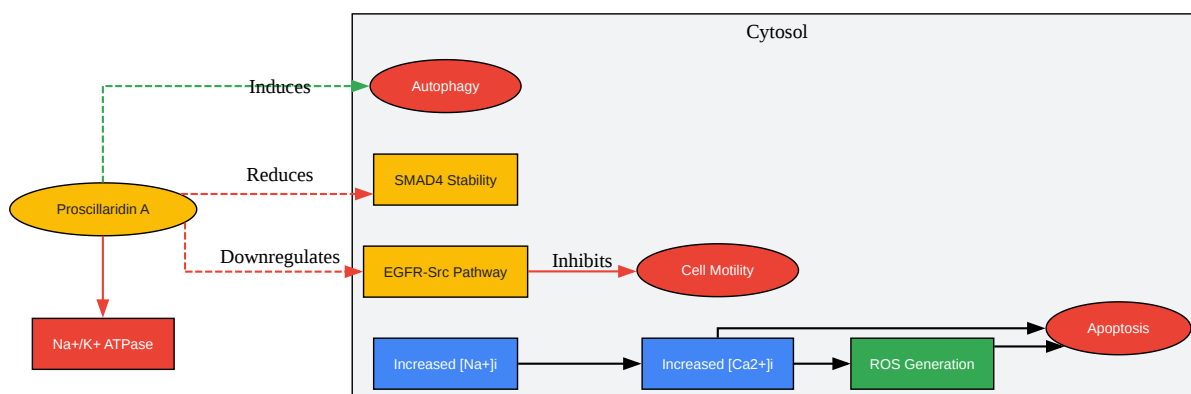 Cytosol
Induces
Autophagy
Reduces
SMAD4 Stability
Proscillaridin A
Downregulates
EGFR-Src Pathway
Inhibits
Cell Motility
Na+/K+ ATPase
Increased [Na+]i
Increased [Ca2+]i
ROS Generation
Apoptosis